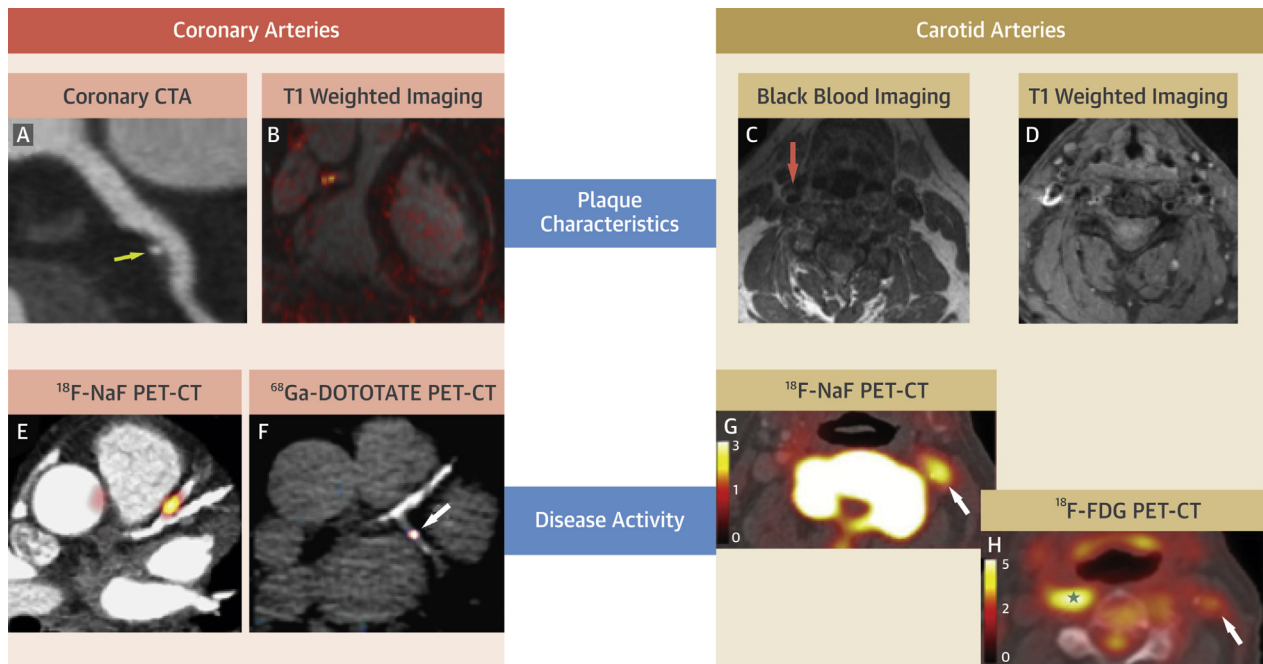 Coronary Arteries
Carotid Arteries
Coronary CTA
T1 Weighted Imaging
Black Blood Imaging
T1 Weighted Imaging
A
B
C
D
Plaque
Characteristics
¹⁸F-NaF PET-CT
⁶⁸Ga-DOTOTATE PET-CT
¹⁸F-NaF PET-CT
E
F
G
3
1
0
Disease Activity
¹⁸F-FDG PET-CT
H
5
2
0